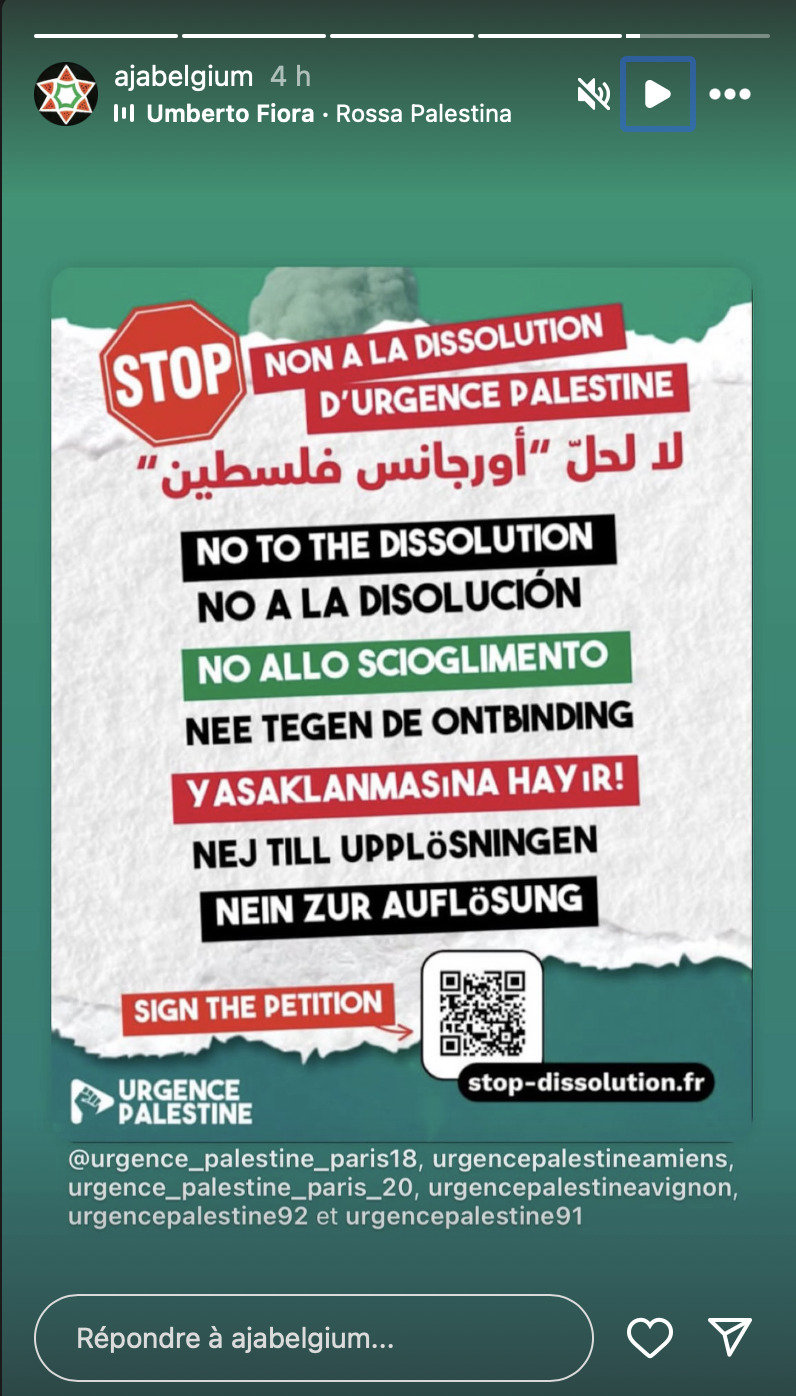 ajabelgium 4 h
Umberto Fiora · Rossa Palestina
STOP
NON A LA DISSOLUTION
D'URGENCE PALESTINE
لا لحلّ “أورجانس فلسطين”
NO TO THE DISSOLUTION
NO A LA DISOLUCIÓN
NO ALLO SCIOGLIMENTO
NEE TEGEN DE ONTBINDING
YASAKLANMASıNA HAYıR!
NEJ TILL UPPLöSNINGEN
NEIN ZUR AUFLöSUNG
SIGN THE PETITION
stop-dissolution.fr
URGENCE
PALESTINE
@urgence_palestine_paris18, urgencepalestineamiens,
urgence_palestine_paris_20, urgencepalestineavignon,
urgencepalestine92 et urgencepalestine91
Répondre à ajabelgium...